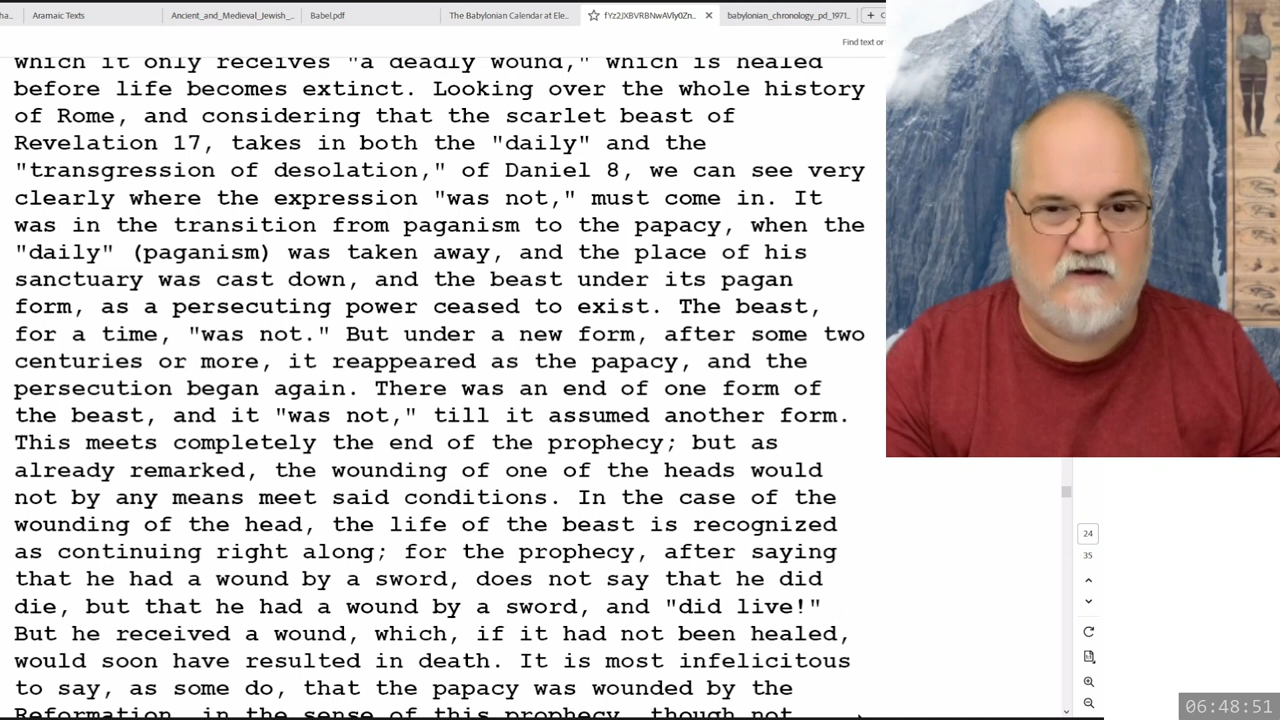 ha...
Aramaic Texts
Ancient_and_Medieval_Jewish_...
Babel.pdf
The Babylonian Calendar at Ele...
fYz2JXBVRBNwAVly0Zn...
babylonian_chronology_pd_1971...
Find text or
which it only receives "a deadly wound," which is healed
before life becomes extinct. Looking over the whole history
of Rome, and considering that the scarlet beast of
Revelation 17, takes in both the "daily" and the
"transgression of desolation," of Daniel 8, we can see very
clearly where the expression "was not," must come in. It
was in the transition from paganism to the papacy, when the
"daily" (paganism) was taken away, and the place of his
sanctuary was cast down, and the beast under its pagan
form, as a persecuting power ceased to exist. The beast,
for a time, "was not." But under a new form, after some two
centuries or more, it reappeared as the papacy, and the
persecution began again. There was an end of one form of
the beast, and it "was not," till it assumed another form.
This meets completely the end of the prophecy; but as
already remarked, the wounding of one of the heads would
not by any means meet said conditions. In the case of the
wounding of the head, the life of the beast is recognized
as continuing right along; for the prophecy, after saying
that he had a wound by a sword, does not say that he did
die, but that he had a wound by a sword, and "did live!"
But he received a wound, which, if it had not been healed,
would soon have resulted in death. It is most infelicitous
to say, as some do, that the papacy was wounded by the
Reformation, in the sense of this prophecy, though not
24
35
06:48:51